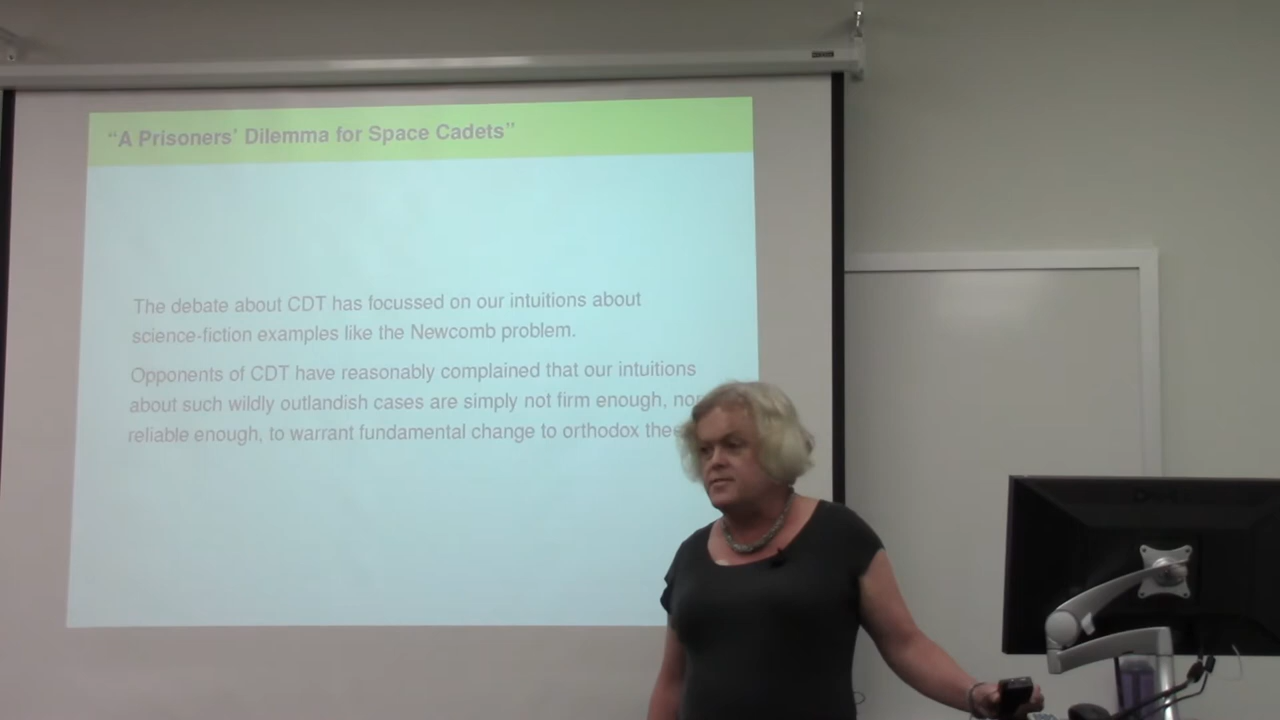 “A Prisoners’ Dilemma for Space Cadets”
The debate about CDT has focussed on our intuitions about
science-fiction examples like the Newcomb problem.
Opponents of CDT have reasonably complained that our intuitions
about such wildly outlandish cases are simply not firm enough,
reliable enough, to warrant fundamental change to orthodox